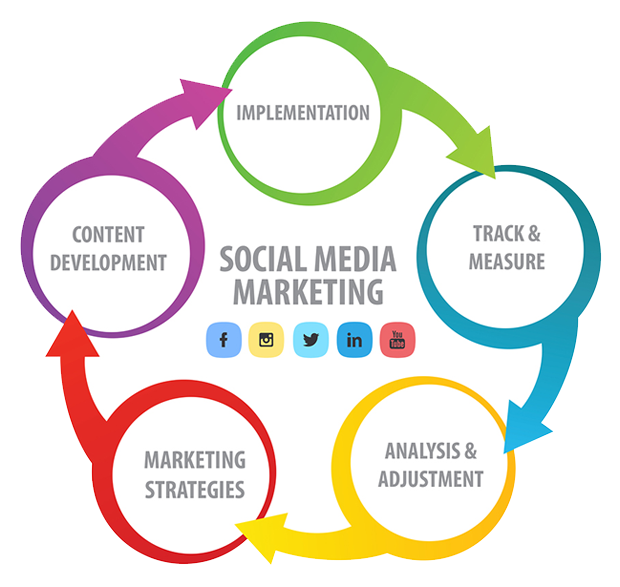 IMPLEMENTATION
TRACK &
MEASURE
ANALYSIS &
ADJUSTMENT
MARKETING
STRATEGIES
CONTENT
DEVELOPMENT
SOCIAL MEDIA
MARKETING
f
in
You
Tube